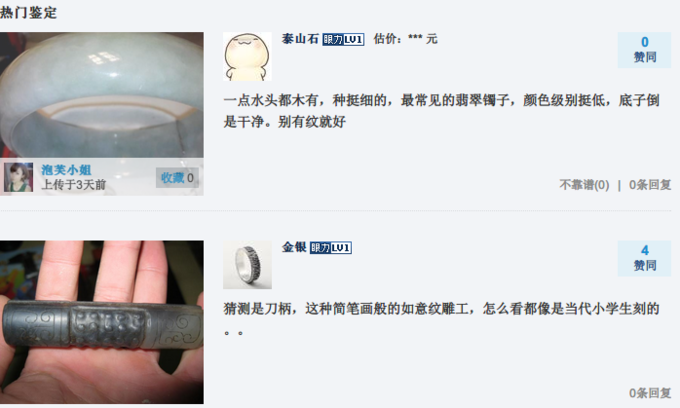 热门鉴定
泰山石 眼力LV1 估价：*** 元
0
赞同
一点水头都木有，种挺细的，最常见的翡翠镯子，颜色级别挺低，底子倒
是干净。别有纹就好
泡芙小姐
上传于3天前
收藏 0
不靠谱(0) | 0条回复
金银 眼力LV1
4
赞同
猜测是刀柄，这种简笔画般的如意纹雕工，怎么看都像是当代小学生刻的
。。
0条回复